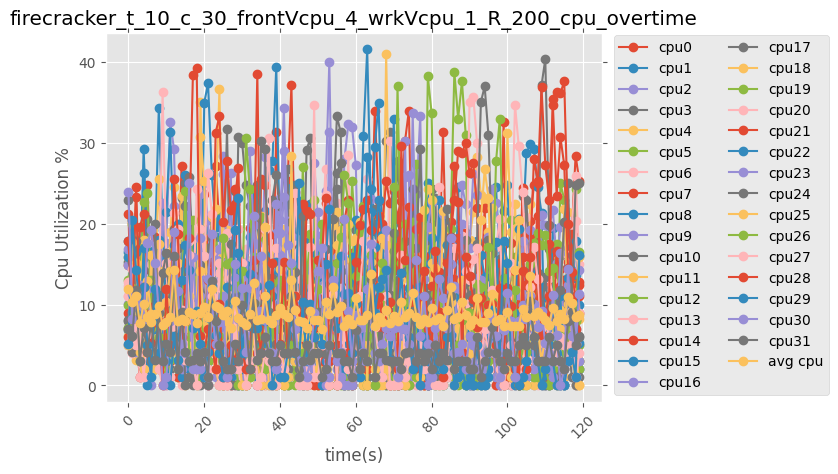 firecracker_t_10_c_30_frontVcpu_4_wrkVcpu_1_R_200_cpu_overtime
Cpu Utilization %
40
30
20
10
0
0
20
40
60
80
100
120
time(s)
cpu0
cpu1
cpu2
cpu3
cpu4
cpu5
cpu6
cpu7
cpu8
cpu9
cpu10
cpu11
cpu12
cpu13
cpu14
cpu15
cpu16
cpu17
cpu18
cpu19
cpu20
cpu21
cpu22
cpu23
cpu24
cpu25
cpu26
cpu27
cpu28
cpu29
cpu30
cpu31
avg cpu